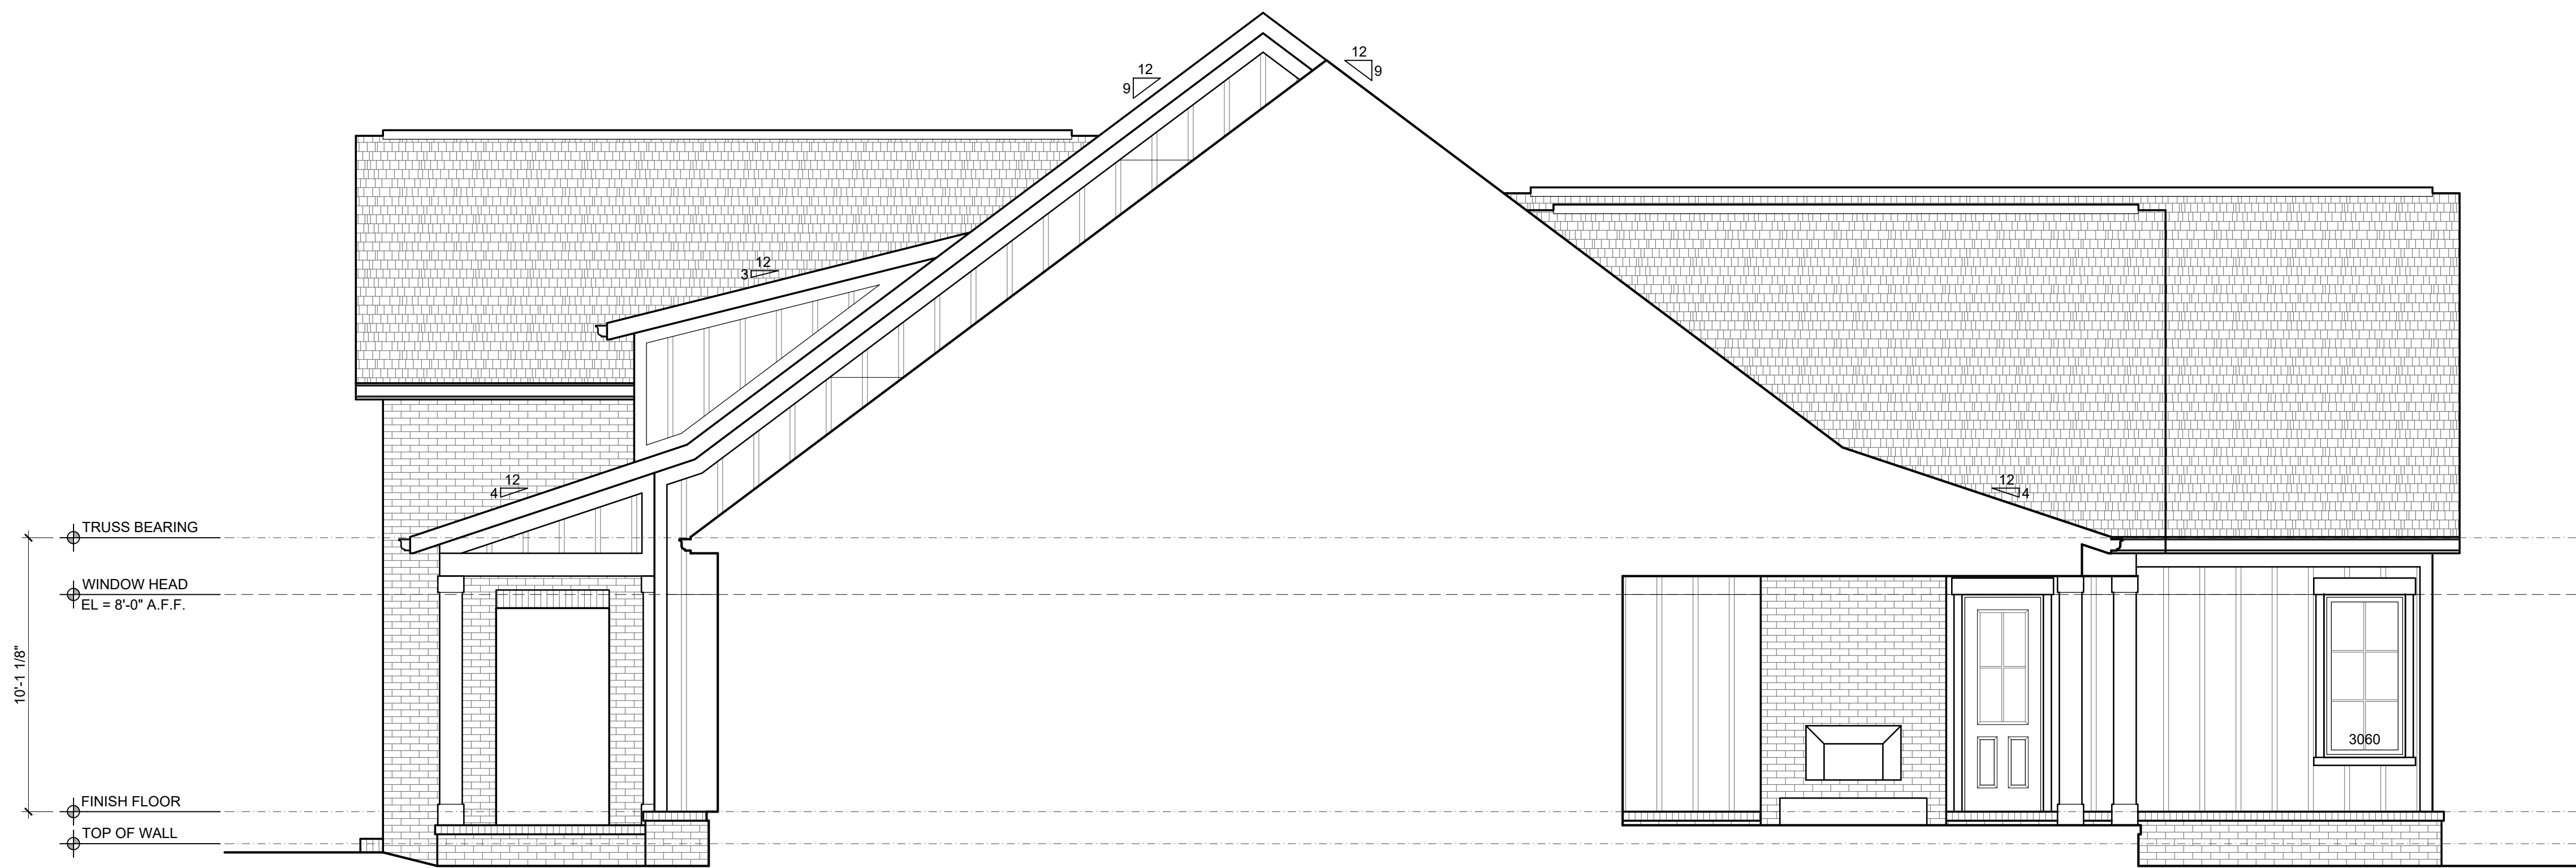 12
9
12
9
12
3
12
4
12
4
TRUSS BEARING
WINDOW HEAD
EL = 8'-0" A.F.F.
10'-1 1/8"
3060
FINISH FLOOR
TOP OF WALL